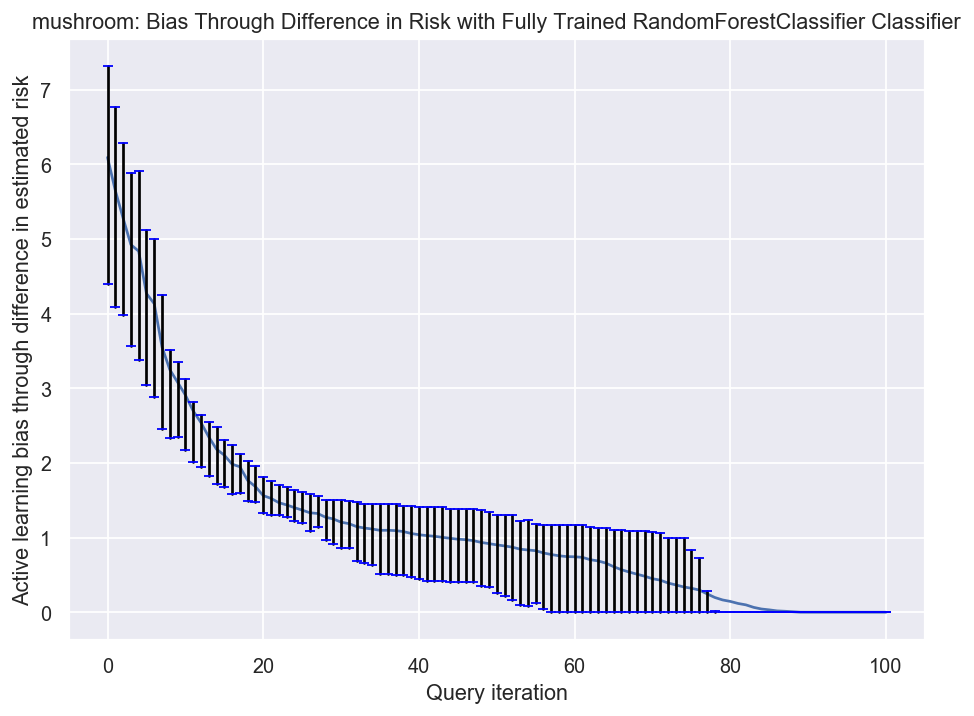 mushroom: Bias Through Difference in Risk with Fully Trained RandomForestClassifier Classifier
Active learning bias through difference in estimated risk
7
6
5
4
3
2
1
0
0 20 40 60 80 100
Query iteration